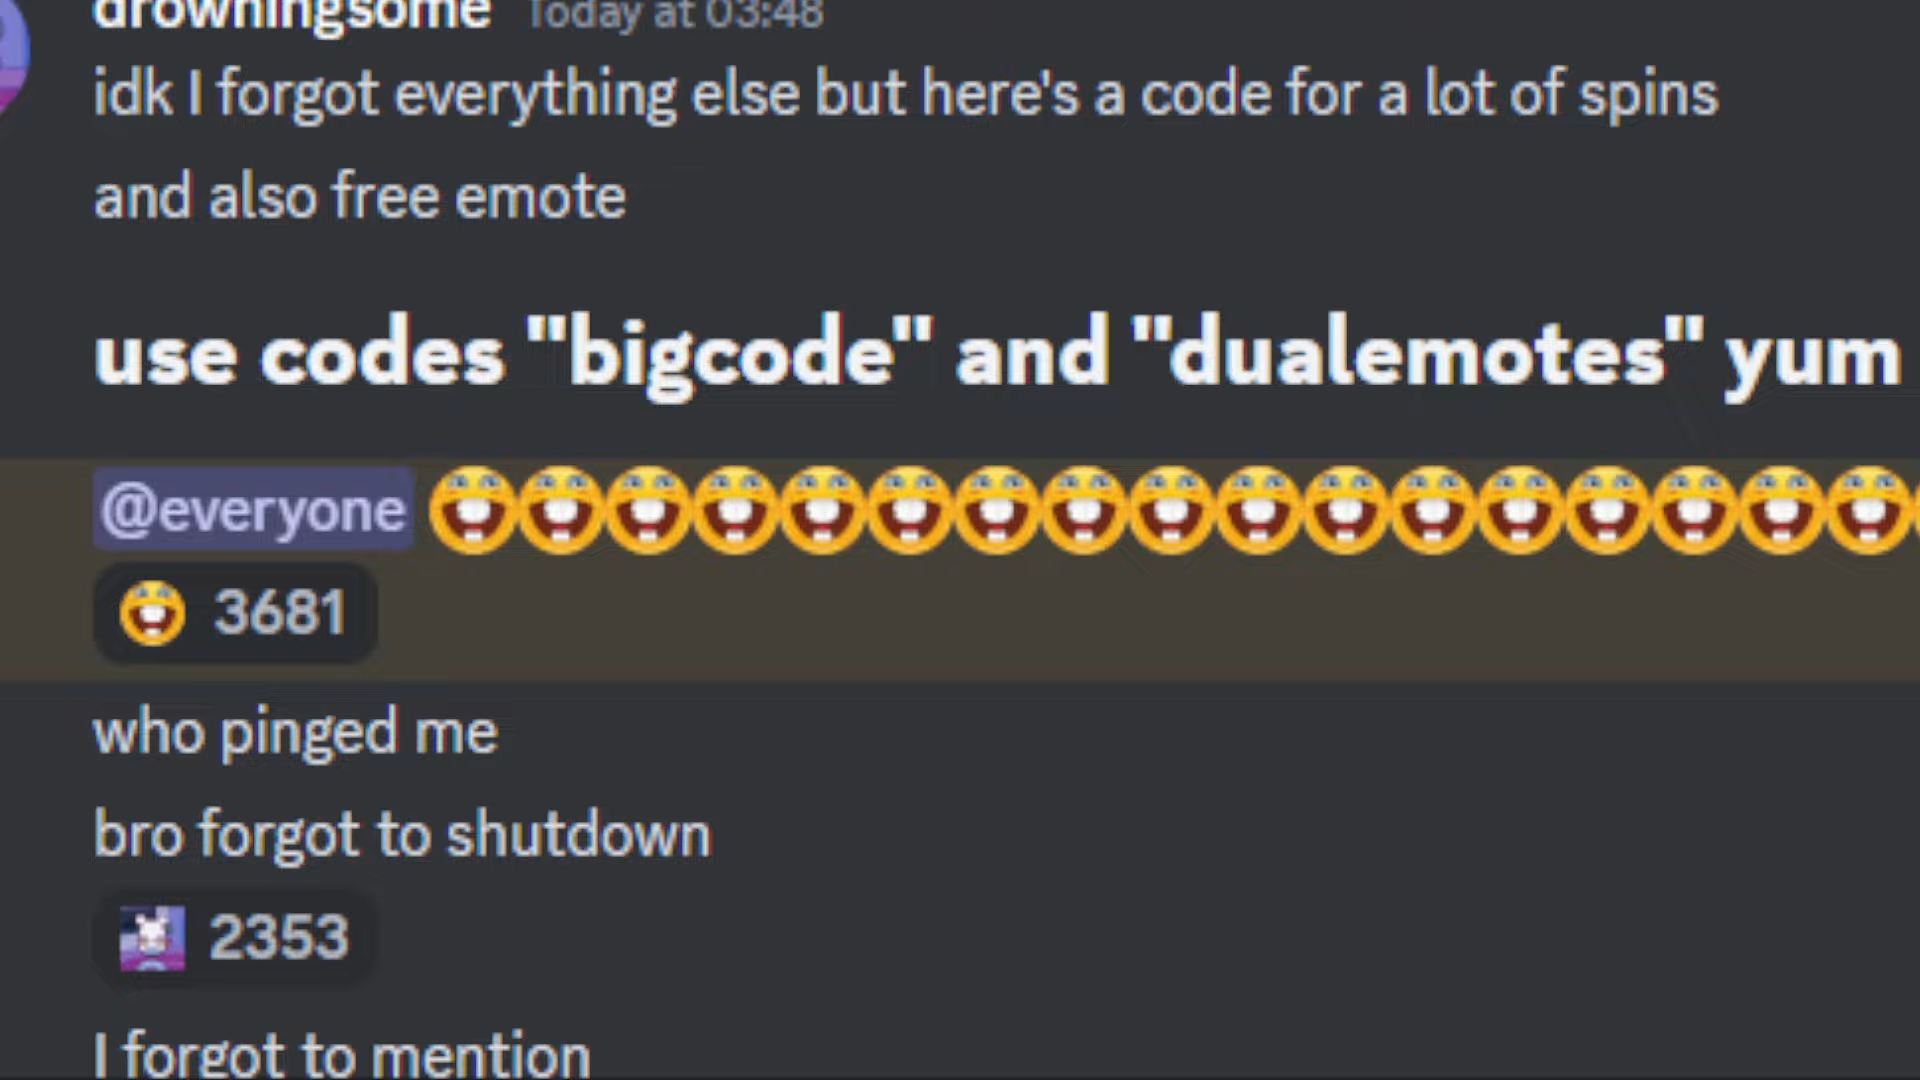 drowningsome Today at 03:48
idk I forgot everything else but here's a code for a lot of spins
and also free emote
use codes "bigcode" and "dualemotes" yum
@everyone
3681
who pinged me
bro forgot to shutdown
2353
I forgot to mention